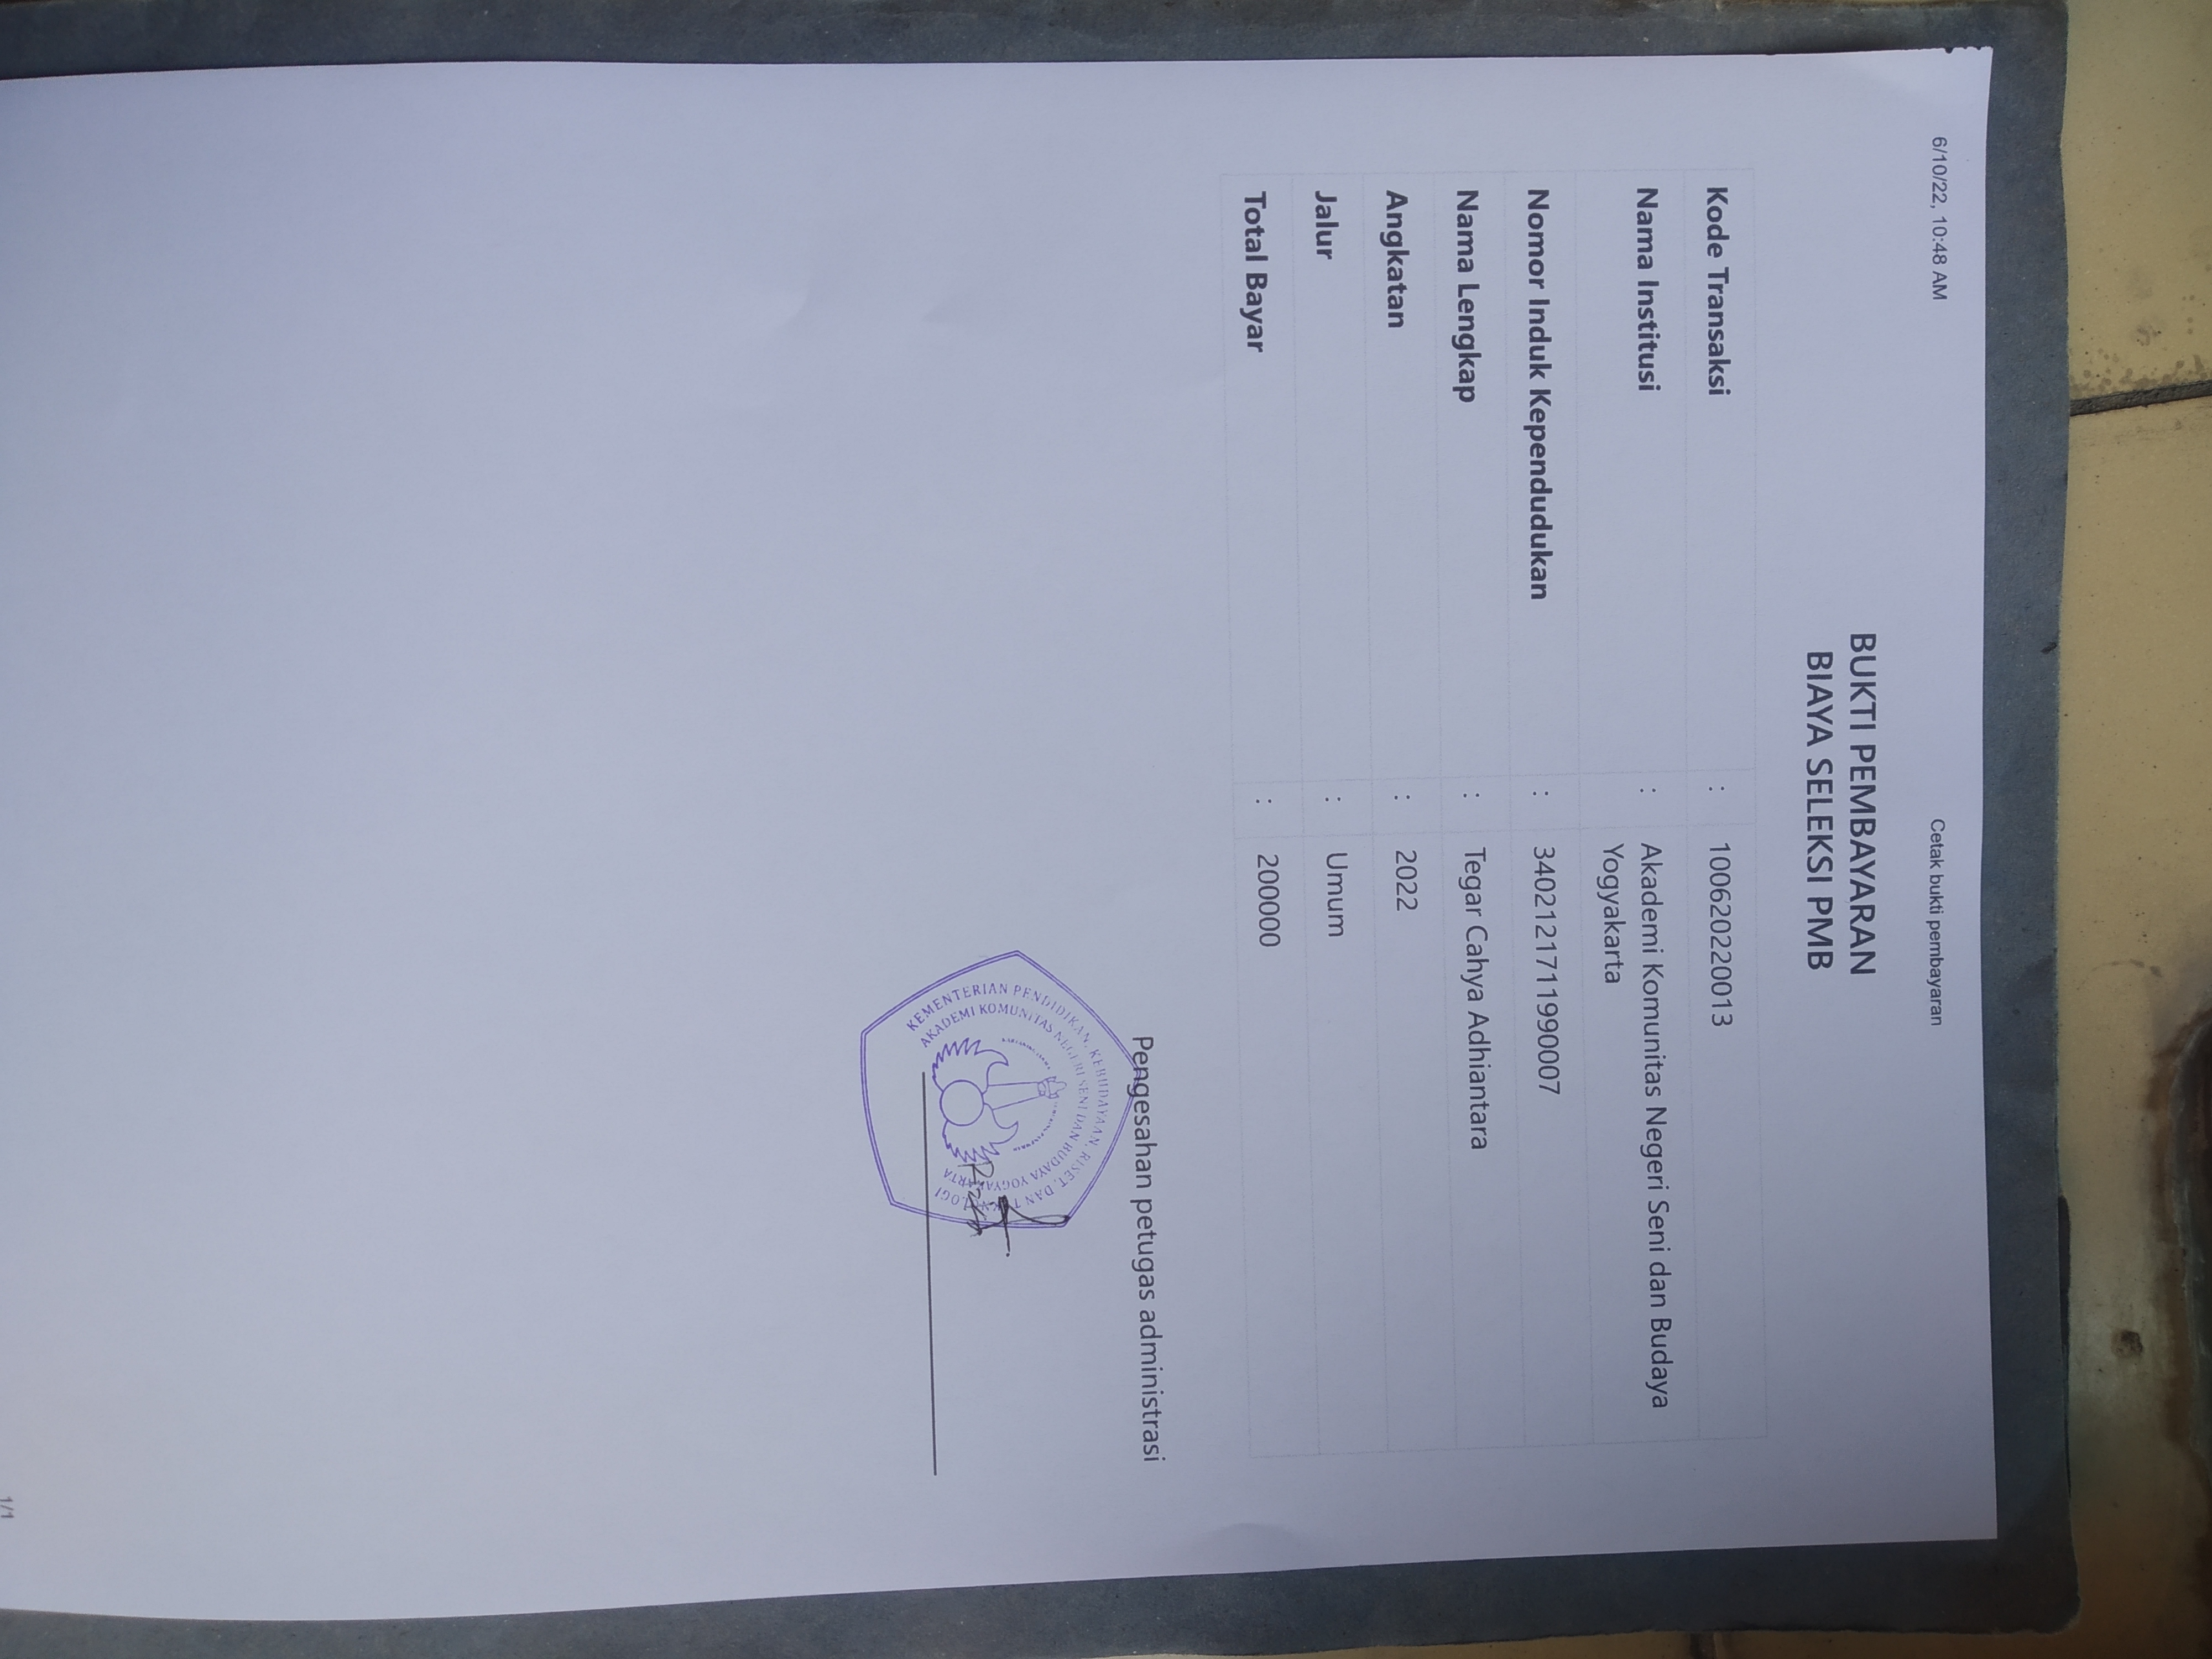 6/10/22, 10:48 AM
Cetak bukti pembayaran
BUKTI PEMBAYARAN
BIAYA SELEKSI PMB
Kode Transaksi : 100620220013
Nama Institusi : Akademi Komunitas Negeri Seni dan Budaya
Yogyakarta
Nomor Induk Kependudukan : 3402121711990007
Nama Lengkap : Tegar Cahya Adhiantara
Angkatan : 2022
Jalur : Umum
Total Bayar : 200000
Pengesahan petugas administrasi
KEMENTERIAN PENDIDIKAN, KEBUDAYAAN, RISET, DAN
AKADEMI KOMUNITAS NEGERI SENI DAN BUDAYA YOGYAKARTA
1/1